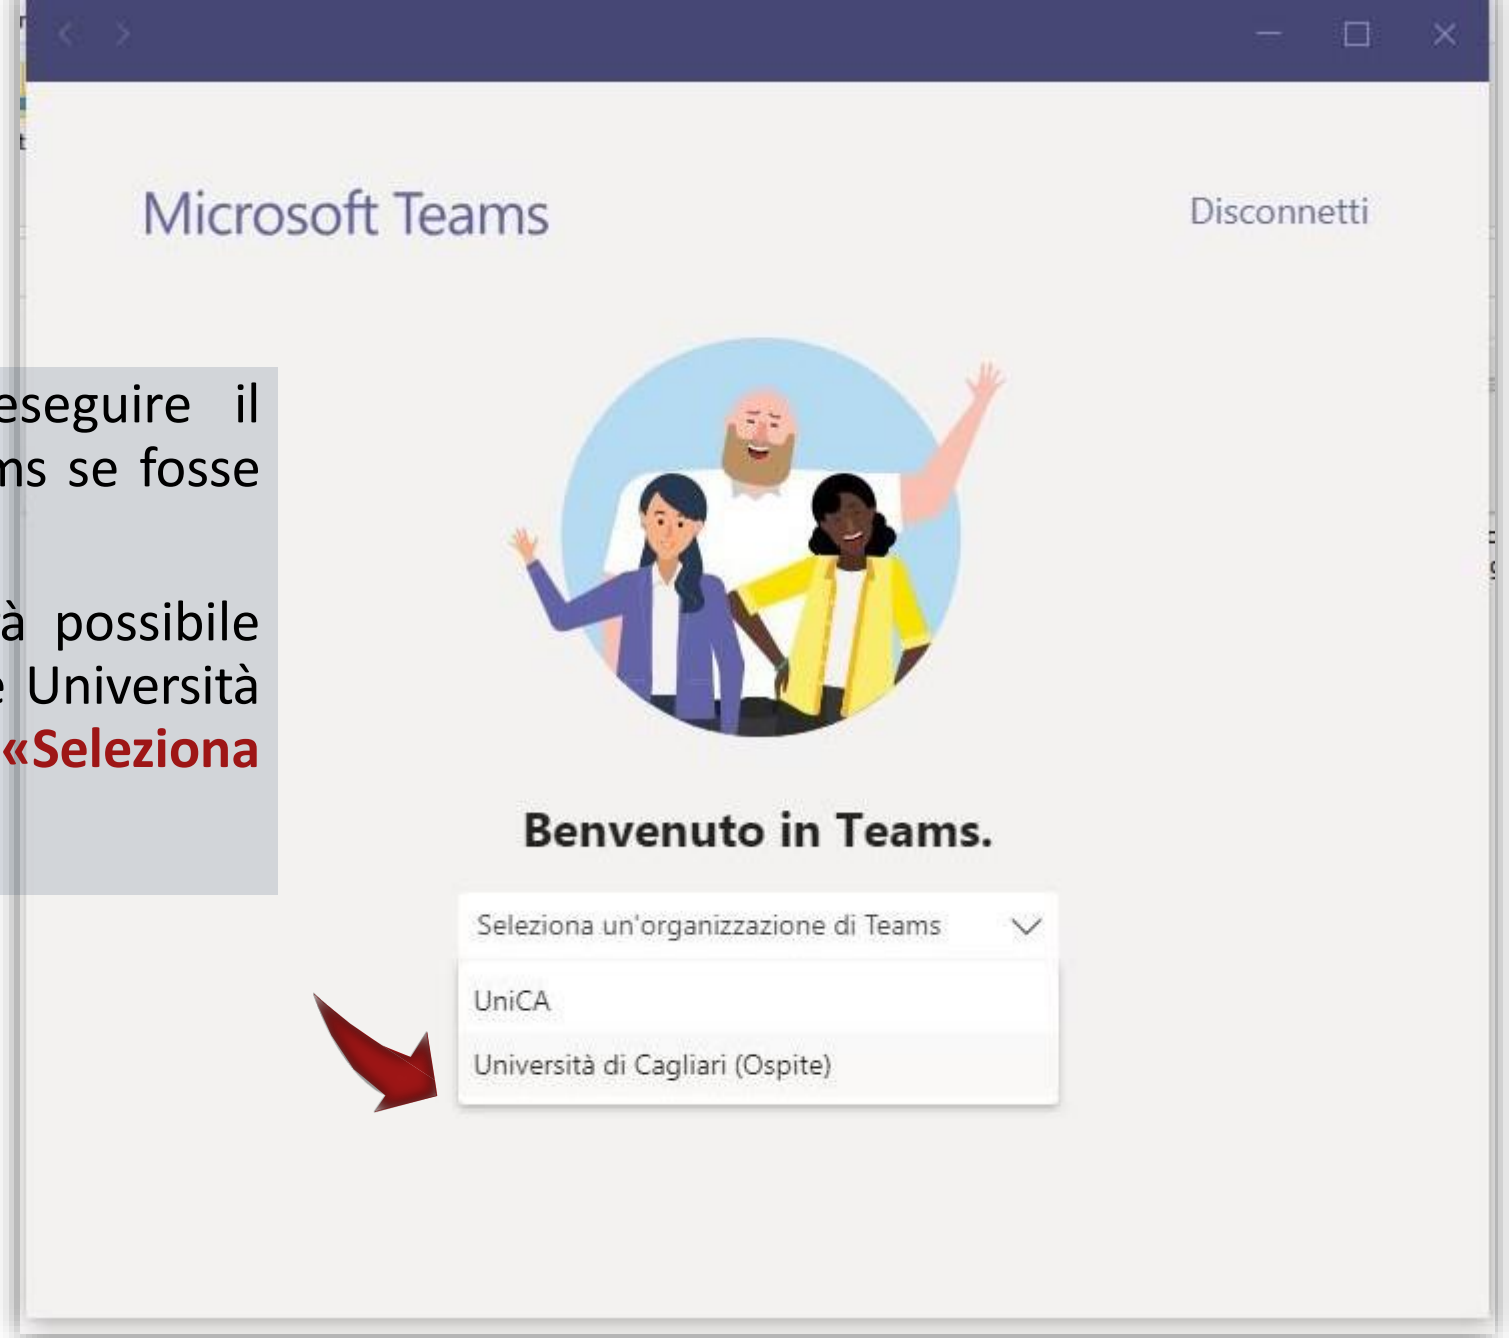 Microsoft Teams
Disconnetti
eseguire il
ms se fosse
à possibile
e Università
«Seleziona
Benvenuto in Teams.
Seleziona un'organizzazione di Teams
UniCA
Università di Cagliari (Ospite)